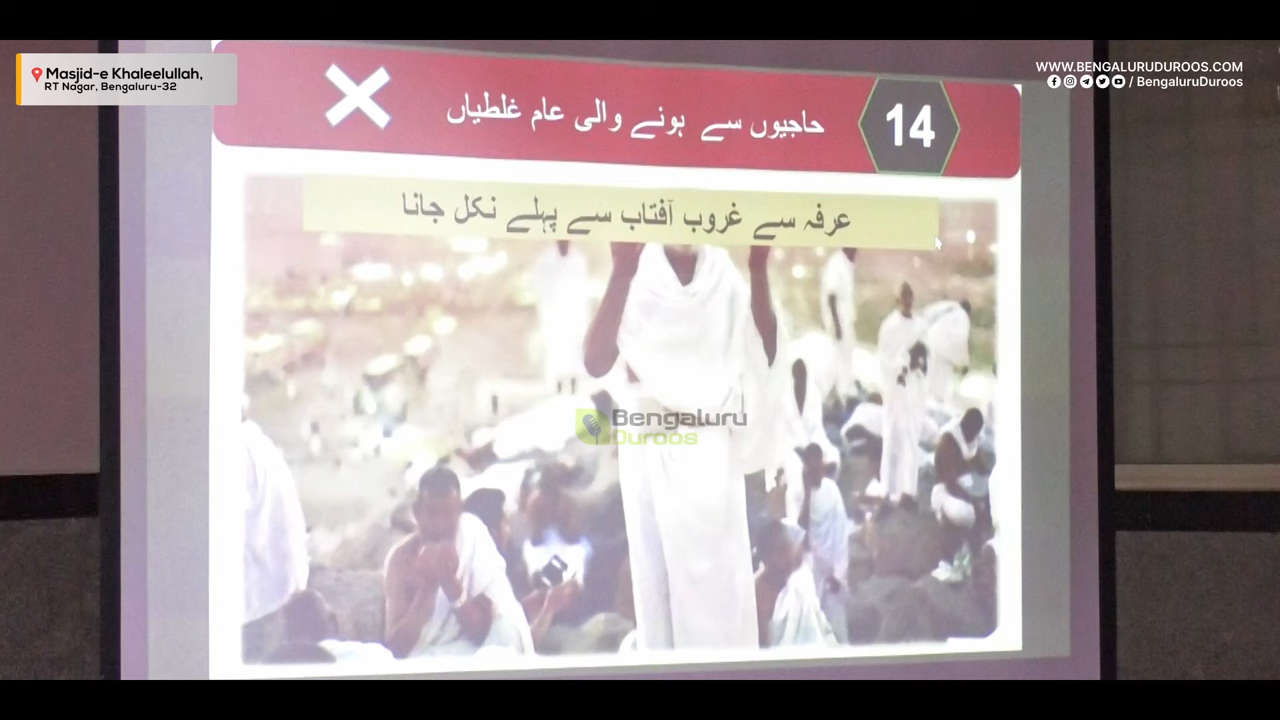 Masjid-e Khaleelullah,
RT Nagar, Bengaluru-32
WWW.BENGALURUDUROOS.COM
/ BengaluruDuroos
14
حاجیوں سے ہونے والی عام غلطیاں
عرفہ سے غروب آفتاب سے پہلے نکل جانا
Bengaluru
Duroos